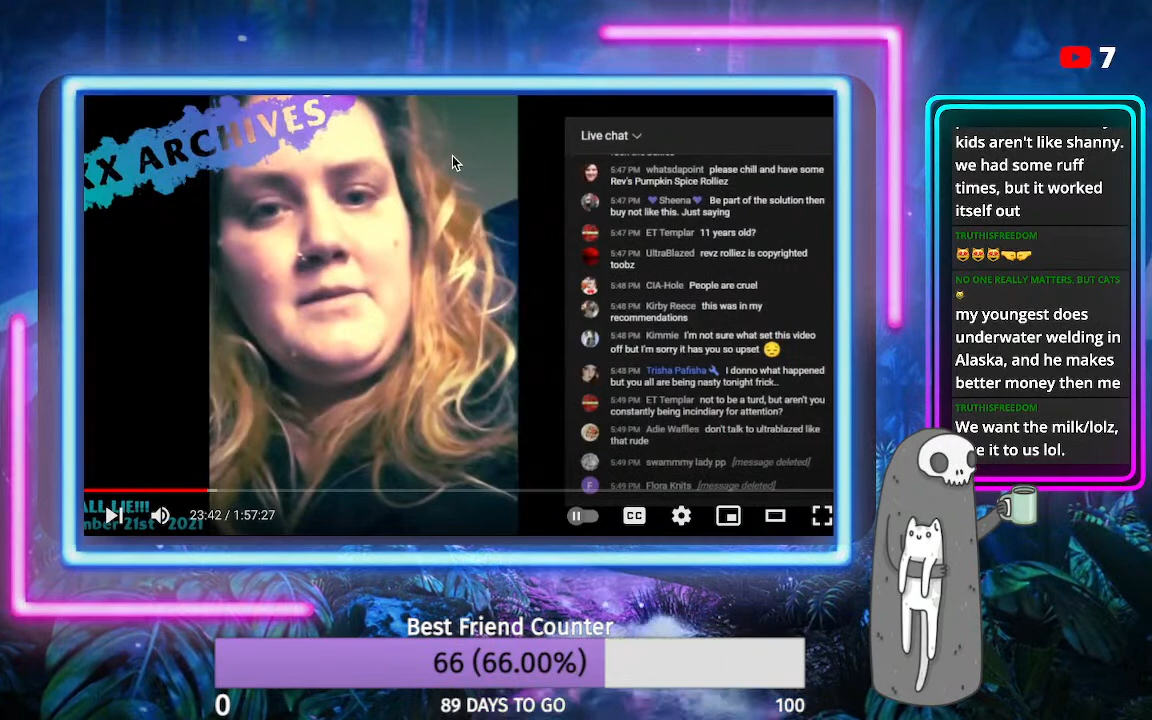 7
XX ARCHIVES
Live chat
5:47 PM whatsdapoint please chill and have some
Rev's Pumpkin Spice Rolliez
5:47 PM 💜Sheena💜 Be part of the solution then
buy not like this. Just saying
5:47 PM ET Templar 11 years old?
5:47 PM UltraBlazed revz rolliez is copyrighted
toobz
5:48 PM CIA-Hole People are cruel
5:48 PM Kirby Reece this was in my
recommendations
5:48 PM Kimmie I'm not sure what set this video
off but I'm sorry it has you so upset 😔
5:48 PM Trisha Pafisha I donno what happened
but you all are being nasty tonight frick..
5:49 PM ET Templar not to be a turd, but aren't you
constantly being incindiary for attention?
5:49 PM Adie Waffles don't talk to ultrablazed like
that rude
5:49 PM swammmy lady pp [message deleted]
F 5:49 PM Flora Knits [message deleted]
ALL LIE!!!
mber 21st 2021
23:42 / 1:57:27
CC
kids aren't like shanny.
we had some ruff
times, but it worked
itself out
TRUTHISFREEDOM
😻😻😻🤜🤛
NO ONE REALLY MATTERS, BUT CATS
🐱
my youngest does
underwater welding in
Alaska, and he makes
better money then me
TRUTHISFREEDOM
We want the milk/lolz,
e it to us lol.
Best Friend Counter
66 (66.00%)
0
89 DAYS TO GO
100